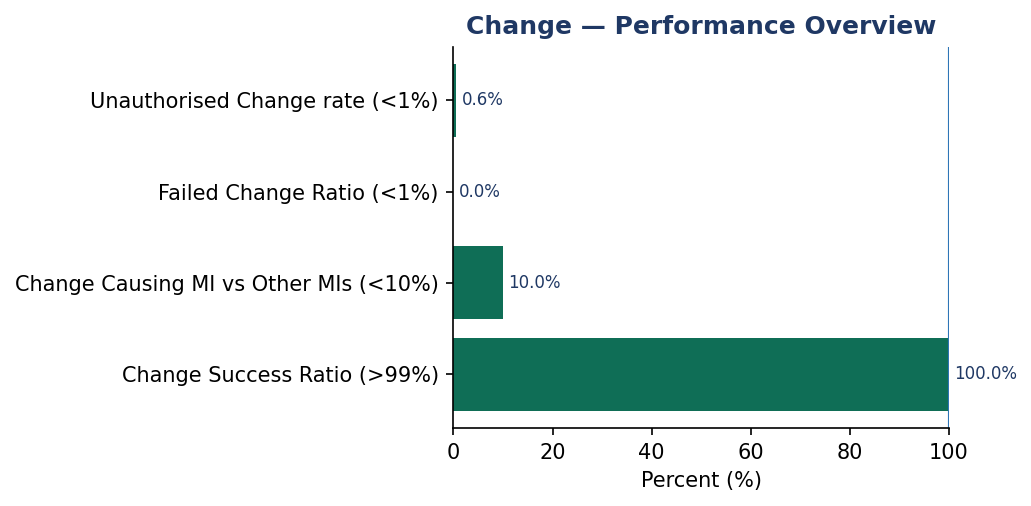 Change — Performance Overview
Unauthorised Change rate (<1%)
0.6%
Failed Change Ratio (<1%)
0.0%
Change Causing MI vs Other MIs (<10%)
10.0%
Change Success Ratio (>99%)
100.0%
0 20 40 60 80 100
Percent (%)